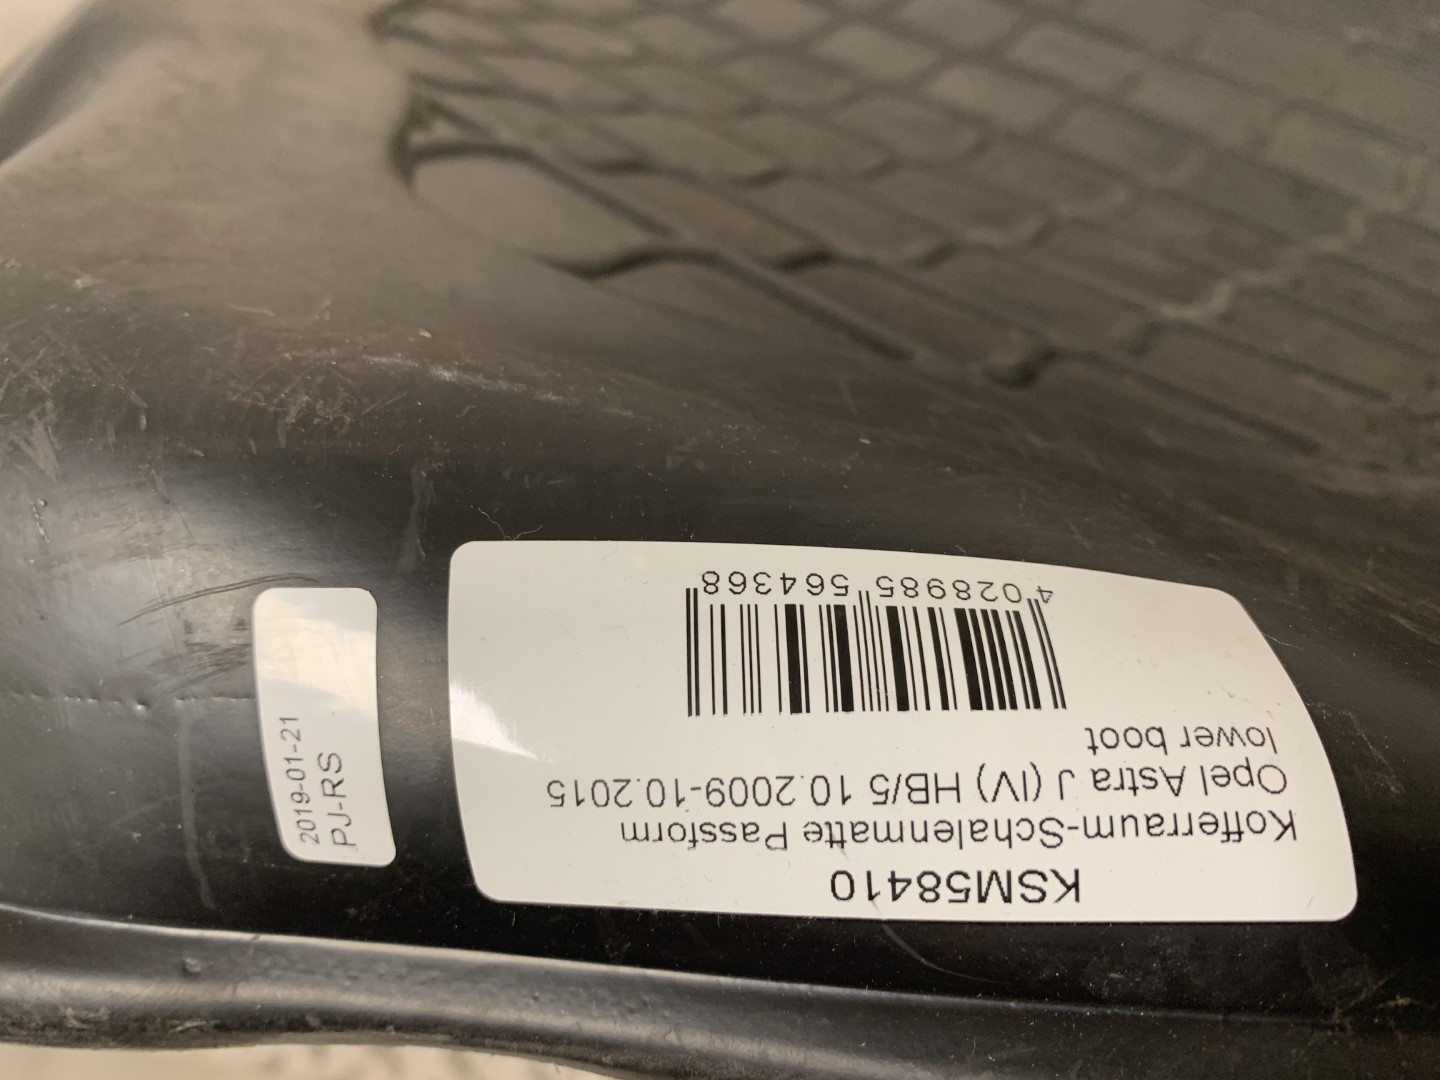 KSM58410
Kofferraum-Schalenmatte Passform
Opel Astra J (IV) HB/5 10.2009-10.2015
lower boot
4 028985 564368
2019-01-21
PJ-RS